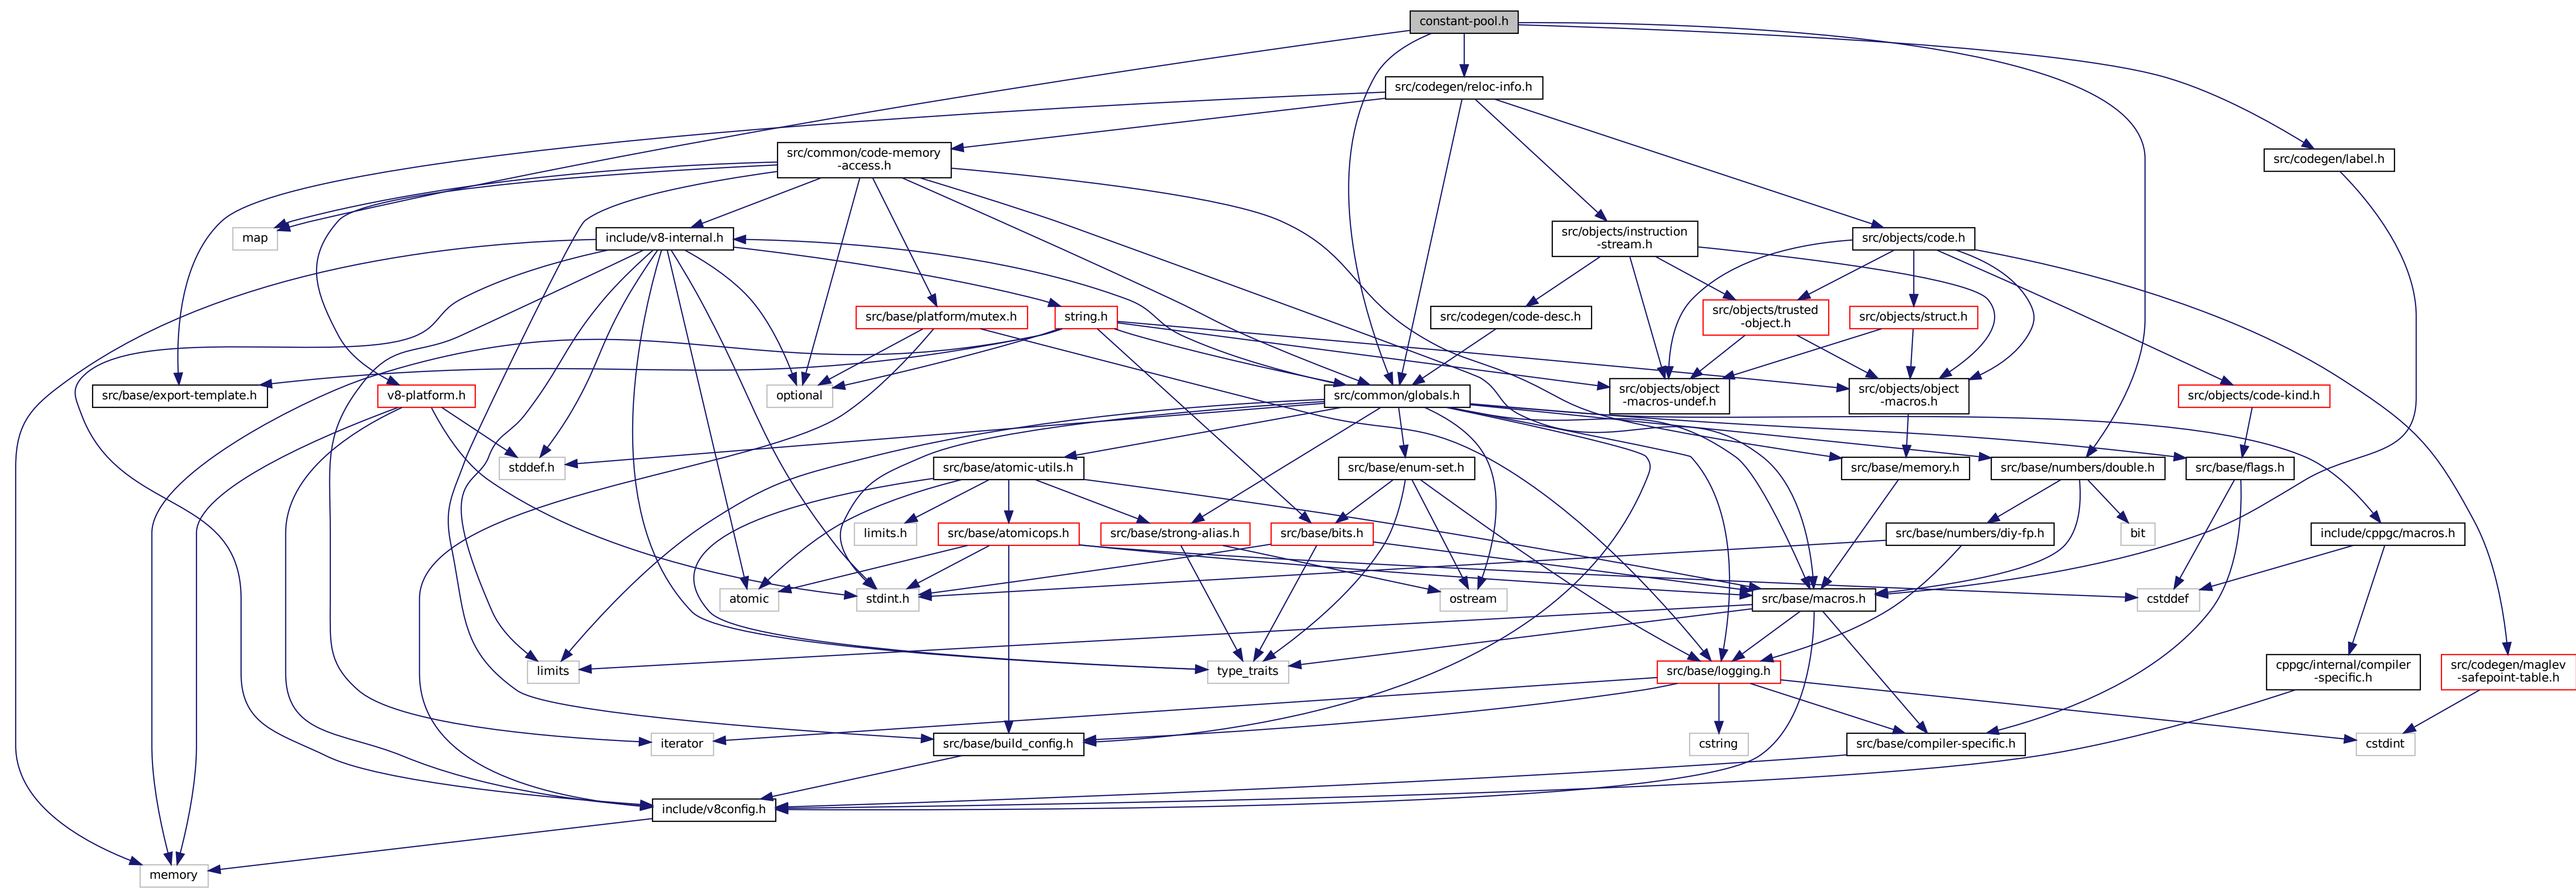 constant-pool.h
src/codegen/reloc-info.h
src/common/code-memory
-access.h
src/codegen/label.h
map
include/v8-internal.h
src/objects/instruction
-stream.h
src/objects/code.h
src/base/platform/mutex.h
string.h
src/codegen/code-desc.h
src/objects/trusted
-object.h
src/objects/struct.h
src/base/export-template.h
v8-platform.h
optional
src/common/globals.h
src/objects/object
-macros-undef.h
src/objects/object
-macros.h
src/objects/code-kind.h
stddef.h
src/base/atomic-utils.h
src/base/enum-set.h
src/base/memory.h
src/base/numbers/double.h
src/base/flags.h
limits.h
src/base/atomicops.h
src/base/strong-alias.h
src/base/bits.h
src/base/numbers/diy-fp.h
bit
include/cppgc/macros.h
atomic
stdint.h
ostream
src/base/macros.h
cstddef
limits
type_traits
src/base/logging.h
cppgc/internal/compiler
-specific.h
src/codegen/maglev
-safepoint-table.h
iterator
src/base/build_config.h
cstring
src/base/compiler-specific.h
cstdint
include/v8config.h
memory